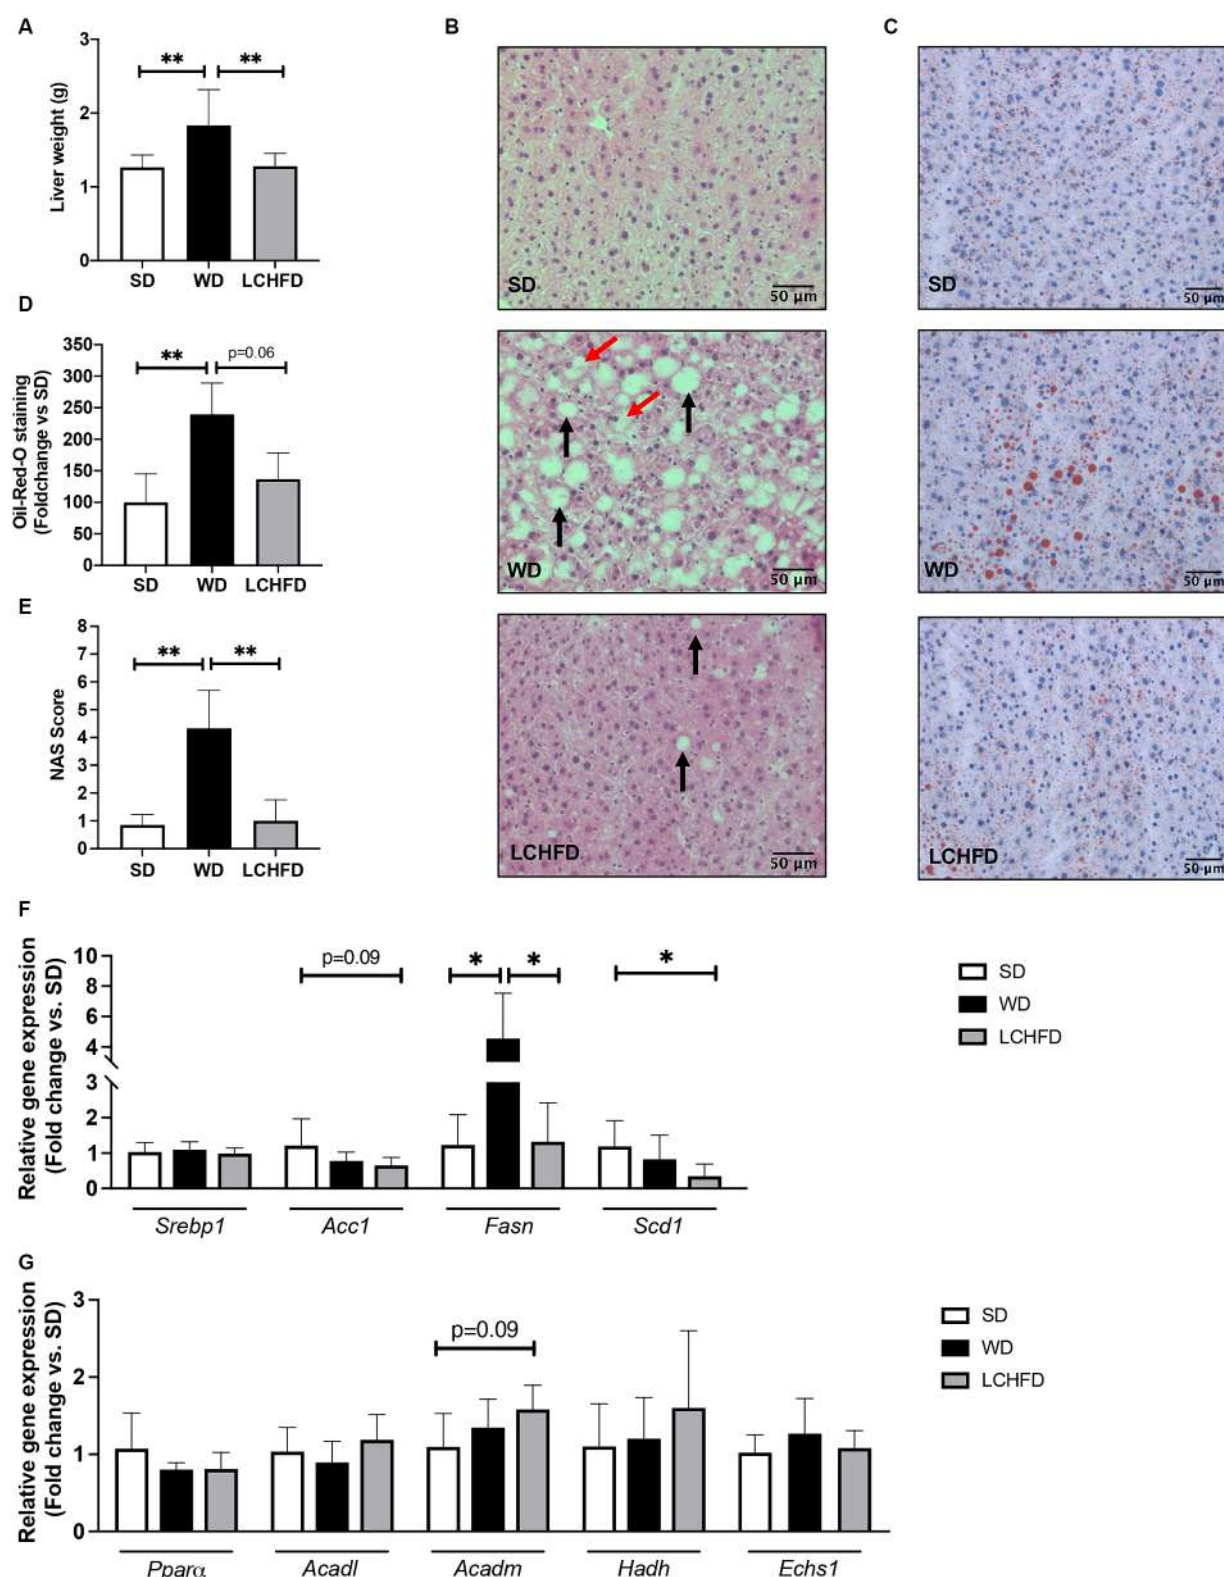 A
Liver weight (g)
3
2
1
0
** **
SD WD LCHFD
B
SD
50 μm
WD
50 μm
LCHFD
50 μm
C
SD
50 μm
WD
50 μm
LCHFD
50 μm
D
Oil-Red-O staining
(Foldchange vs SD)
350
300
250
200
150
100
50
0
** p=0.06
SD WD LCHFD
E
NAS Score
8
7
6
5
4
3
2
1
0
** **
SD WD LCHFD
F
Relative gene expression
(Fold change vs. SD)
10
8
6
4
3
2
1
0
p=0.09 * * *
Srebp1 Acc1 Fasn Scd1
SD
WD
LCHFD
G
Relative gene expression
(Fold change vs. SD)
3
2
1
0
p=0.09
Pparα Acadl Acadm Hadh Echs1
SD
WD
LCHFD